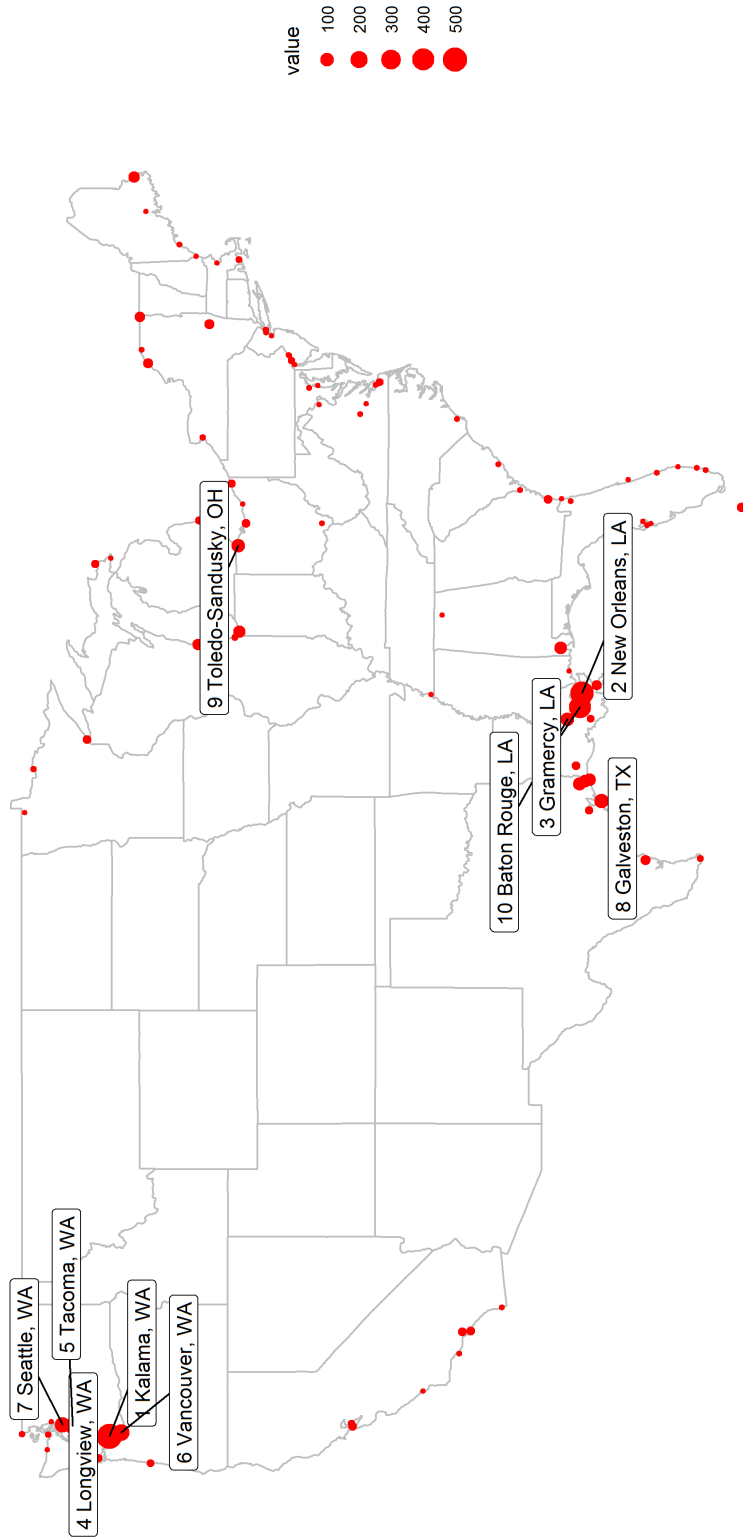 7 Seattle, WA
5 Tacoma, WA
4 Longview, WA
1 Kalama, WA
6 Vancouver, WA
9 Toledo-Sandusky, OH
10 Baton Rouge, LA
3 Gramercy, LA
2 New Orleans, LA
8 Galveston, TX
value
100
200
300
400
500